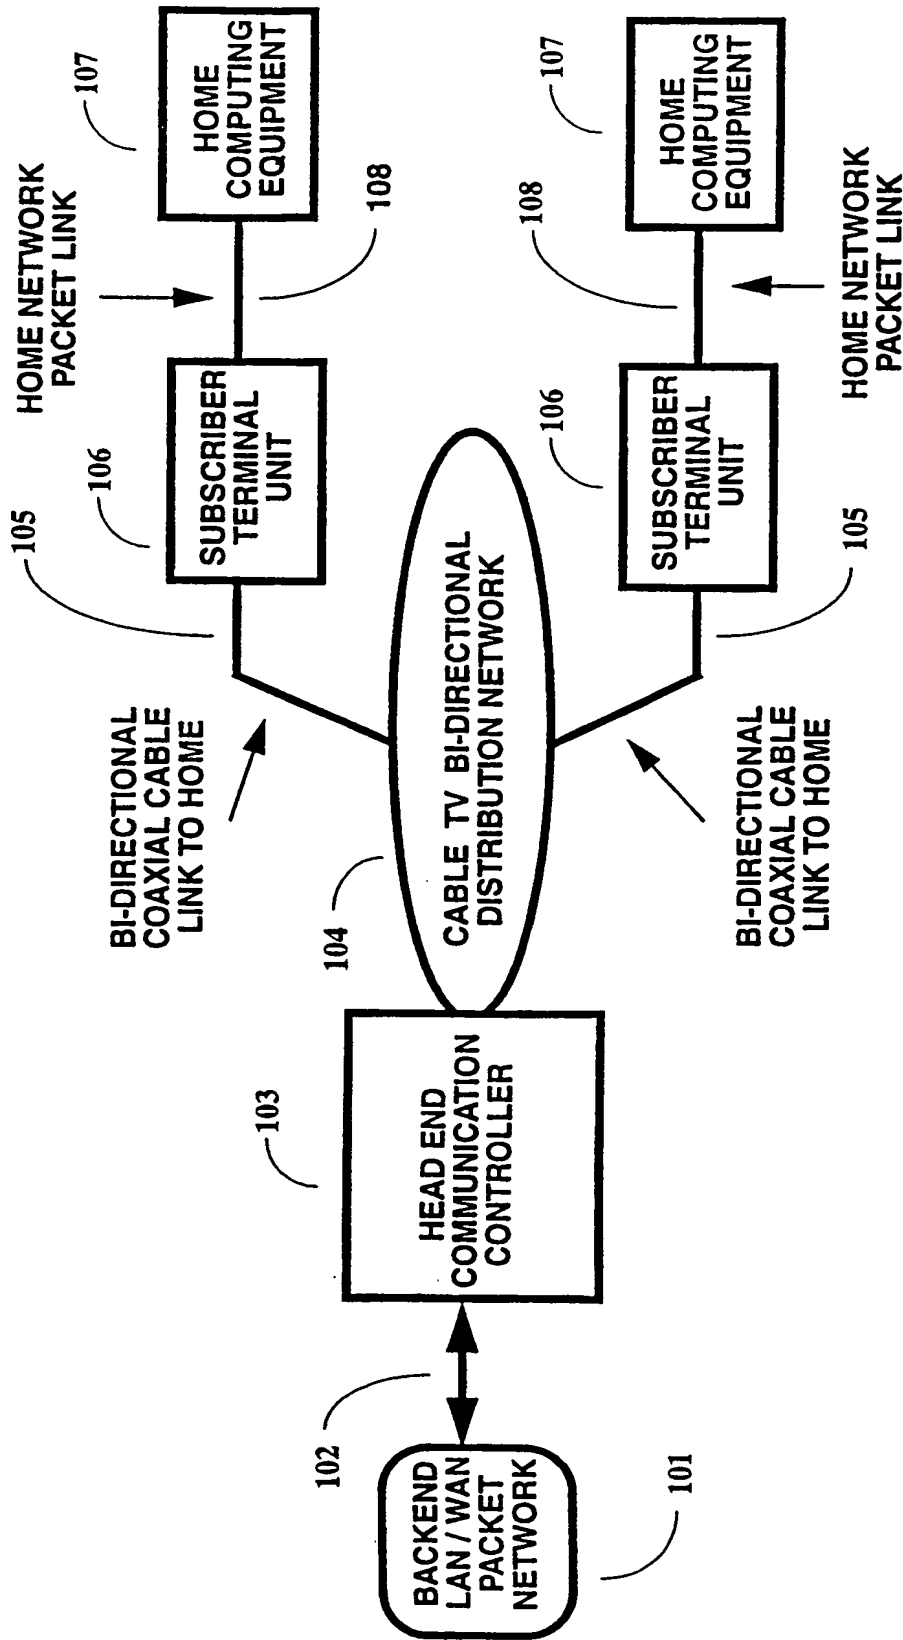 BACKEND
LAN / WAN
PACKET
NETWORK
101
102
HEAD END
COMMUNICATION
CONTROLLER
103
CABLE TV BI-DIRECTIONAL
DISTRIBUTION NETWORK
104
BI-DIRECTIONAL
COAXIAL CABLE
LINK TO HOME
105
SUBSCRIBER
TERMINAL
UNIT
106
HOME NETWORK
PACKET LINK
108
HOME
COMPUTING
EQUIPMENT
107
BI-DIRECTIONAL
COAXIAL CABLE
LINK TO HOME
105
SUBSCRIBER
TERMINAL
UNIT
106
HOME NETWORK
PACKET LINK
108
HOME
COMPUTING
EQUIPMENT
107